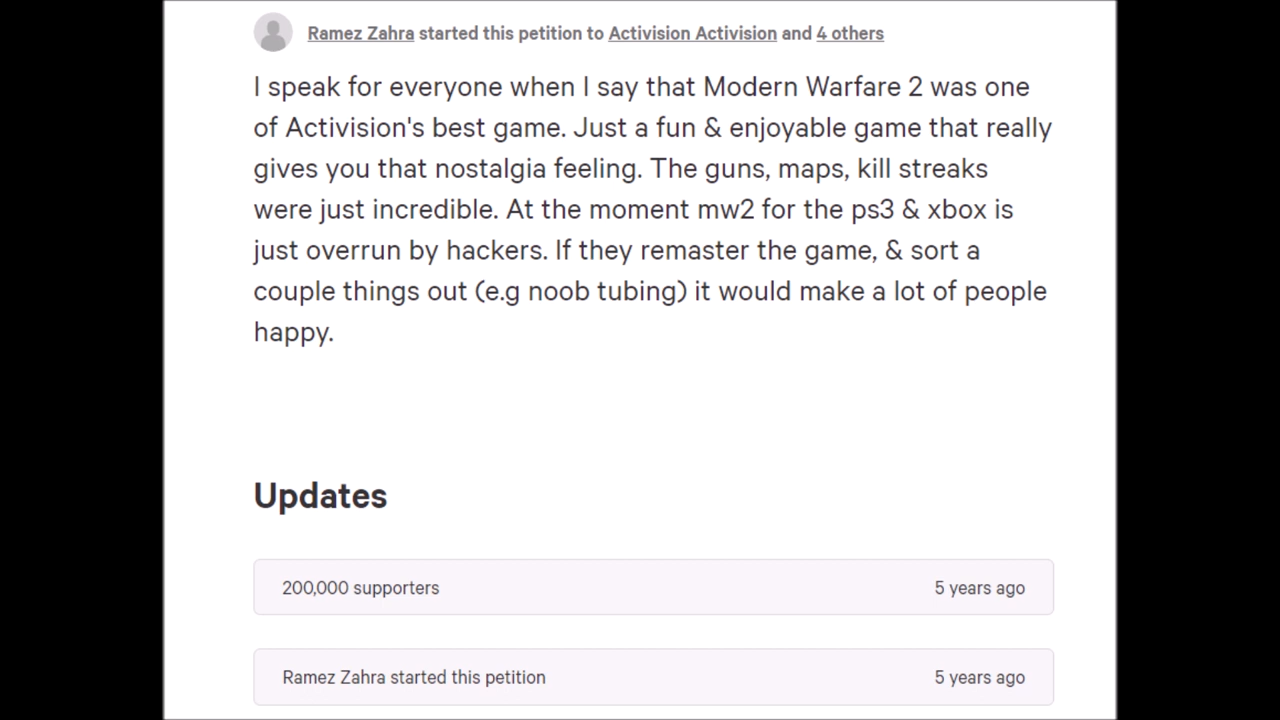 Ramez Zahra started this petition to Activision Activision and 4 others
I speak for everyone when I say that Modern Warfare 2 was one
of Activision's best game. Just a fun & enjoyable game that really
gives you that nostalgia feeling. The guns, maps, kill streaks
were just incredible. At the moment mw2 for the ps3 & xbox is
just overrun by hackers. If they remaster the game, & sort a
couple things out (e.g noob tubing) it would make a lot of people
happy.
Updates
200,000 supporters 5 years ago
Ramez Zahra started this petition 5 years ago